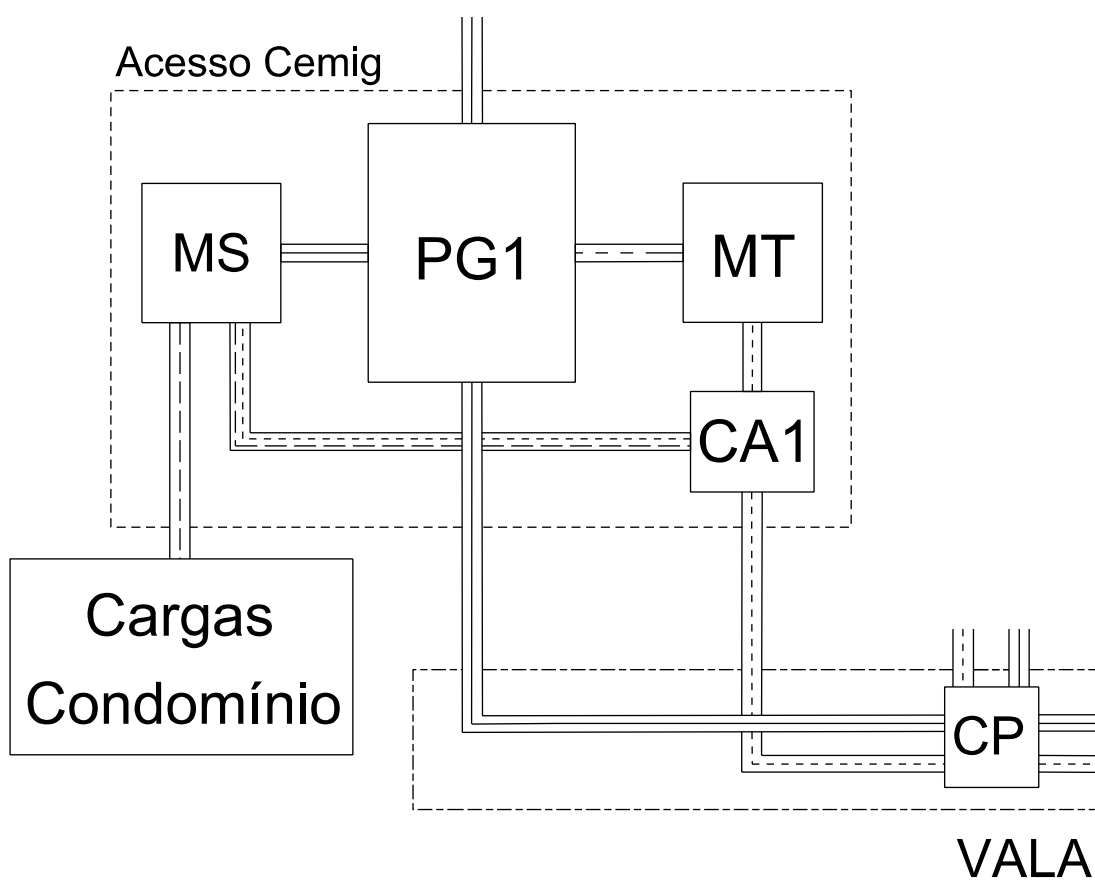 Acesso Cemig
MS
PG1
MT
CA1
Cargas
Condomínio
CP
VALA